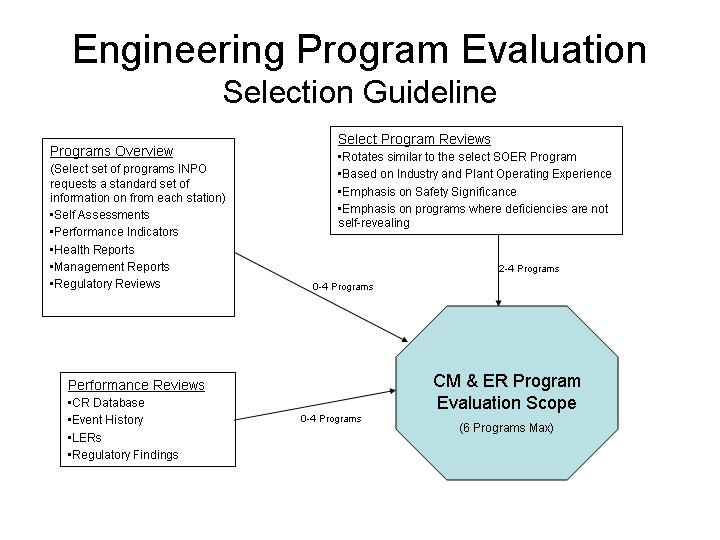 Engineering Program Evaluation
Selection Guideline
Programs Overview
(Select set of programs INPO
requests a standard set of
information on from each station)
•Self Assessments
•Performance Indicators
•Health Reports
•Management Reports
•Regulatory Reviews
Select Program Reviews
•Rotates similar to the select SOER Program
•Based on Industry and Plant Operating Experience
•Emphasis on Safety Significance
•Emphasis on programs where deficiencies are not
self-revealing
2-4 Programs
0-4 Programs
Performance Reviews
•CR Database
•Event History
•LERs
•Regulatory Findings
0-4 Programs
CM & ER Program
Evaluation Scope
(6 Programs Max)